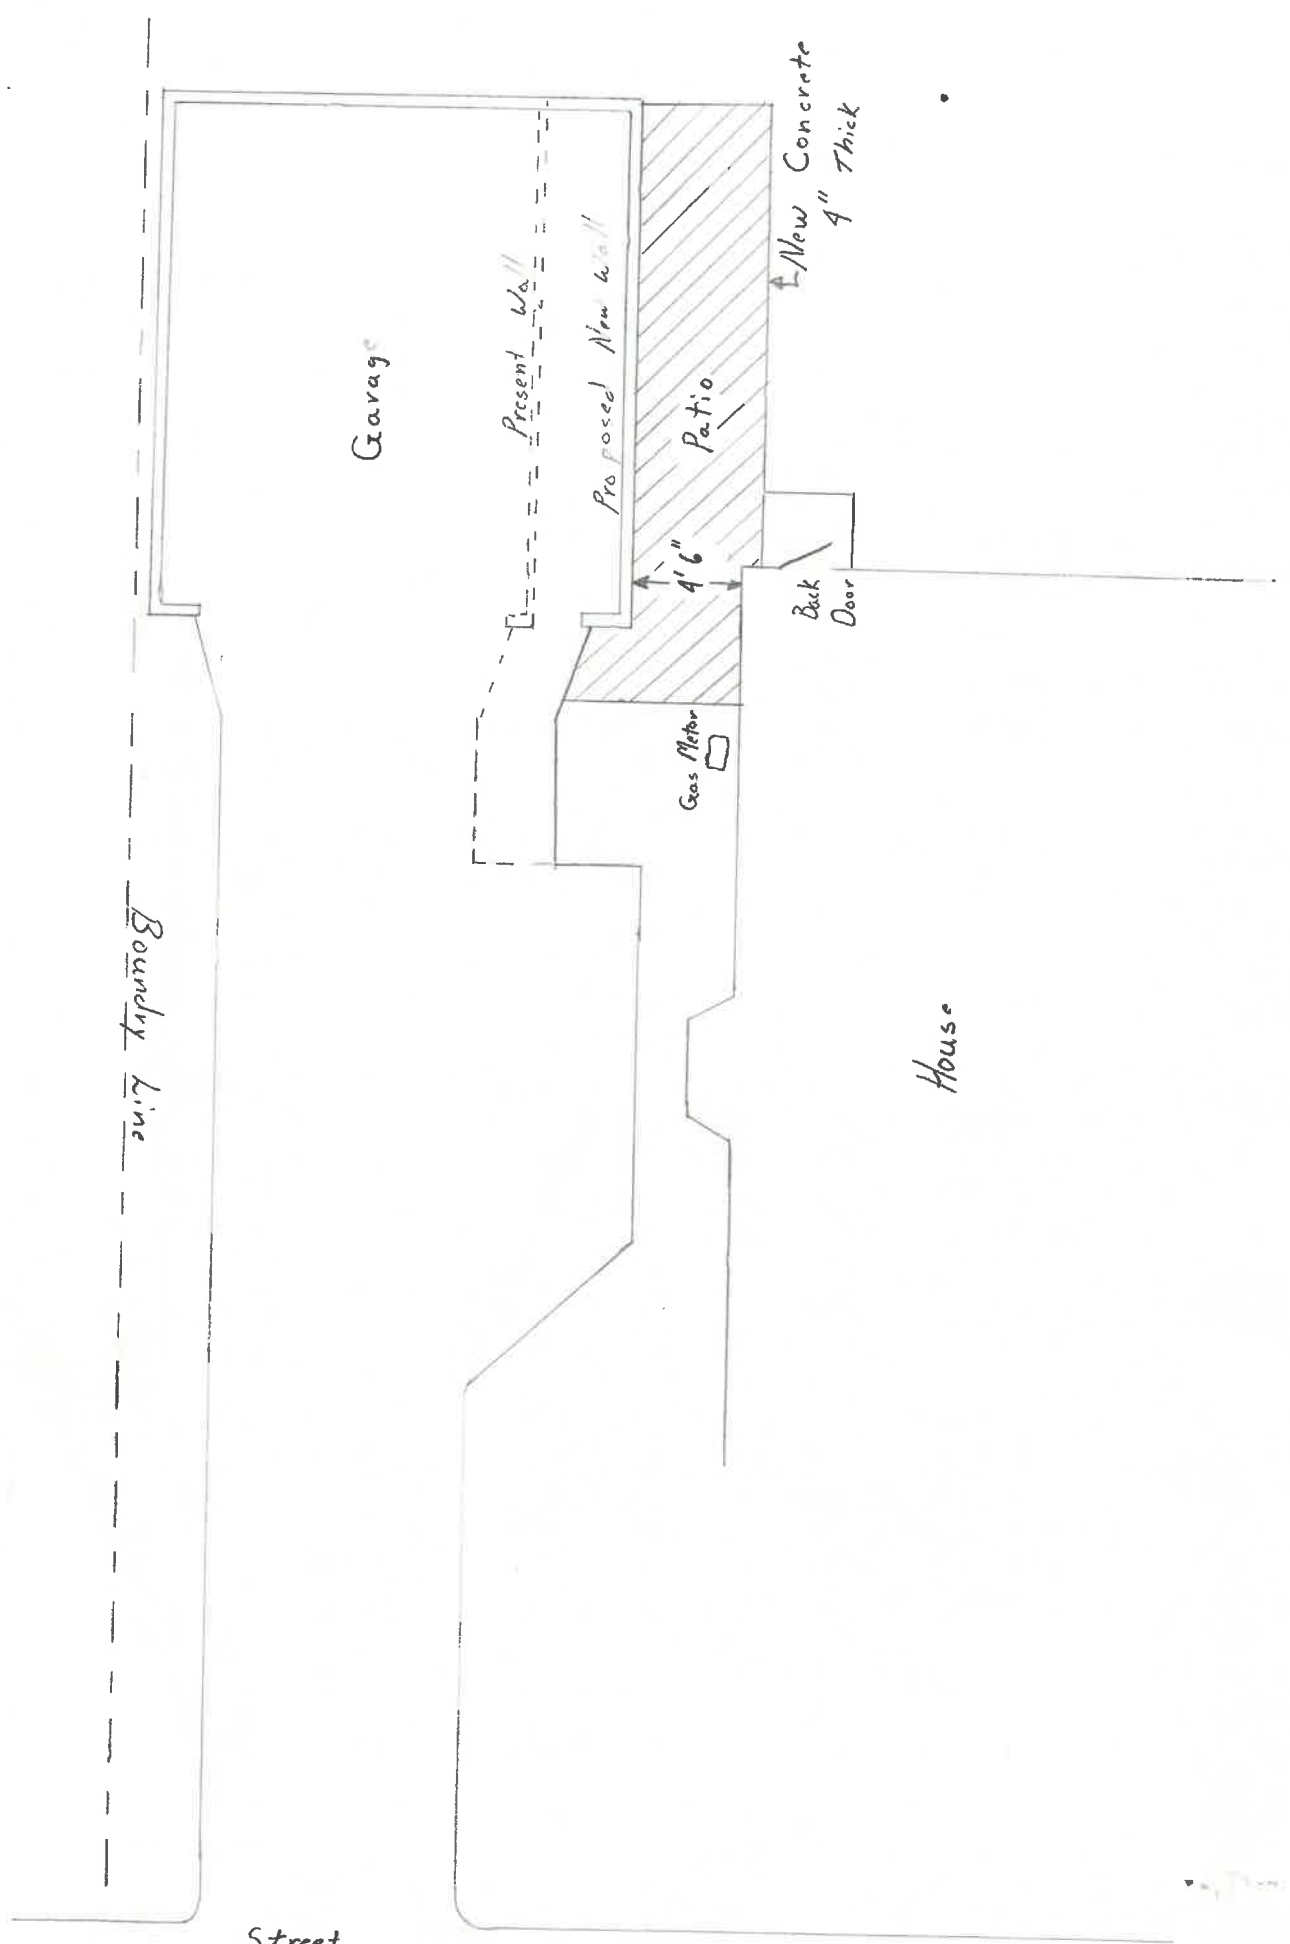 New Concrete
4" Thick
Present Wall
Proposed New Wall
Garage
Patio
4'6"
Back
Door
Gas Metor
Boundry Line
House
Street